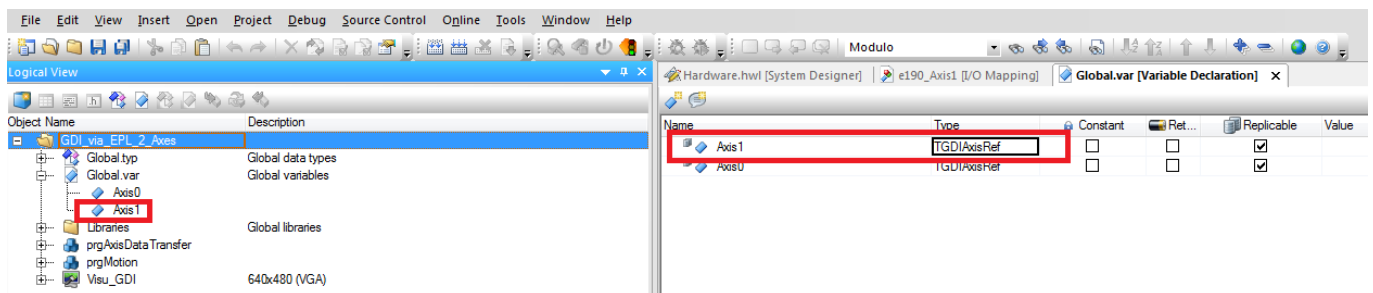 File Edit View Insert Open Project Debug Source Control Online Tools Window Help
Modulo
Logical View
Hardware.hwl [System Designer] e190_Axis1 [I/O Mapping] Global.var [Variable Declaration]
Object Name Description
Name Type Constant Ret... Replicable Value
GDI_via_EPL_2_Axes
Axis1 TGDIAxisRef
Global.typ Global data types
Axis0 TGDIAxisRef
Global.var Global variables
Axis0
Axis1
Libraries Global libraries
prgAxisDataTransfer
prgMotion
Visu_GDI 640x480 (VGA)